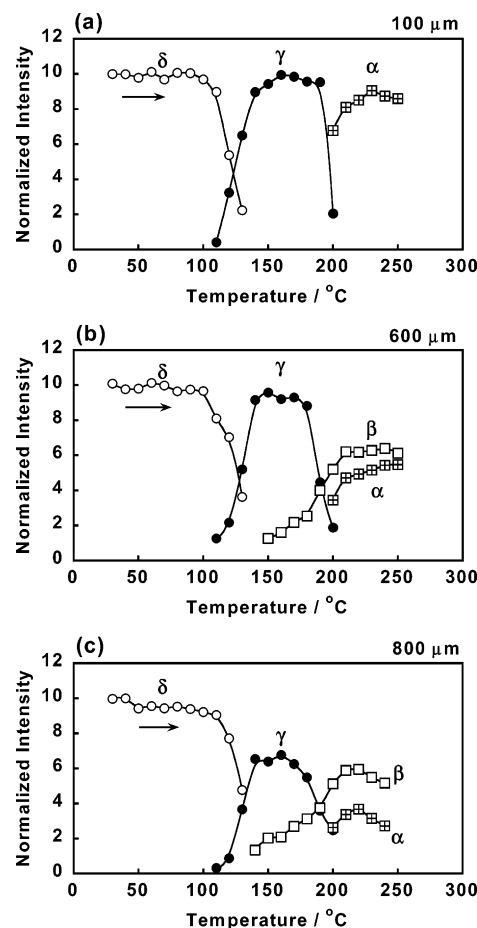 (a) 100 μm
12
10
8
6
4
2
0
δ γ α
Normalized Intensity
0 50 100 150 200 250 300
Temperature / °C
(b) 600 μm
12
10
8
6
4
2
0
δ γ β α
Normalized Intensity
0 50 100 150 200 250 300
Temperature / °C
(c) 800 μm
12
10
8
6
4
2
0
δ γ β α
Normalized Intensity
0 50 100 150 200 250 300
Temperature / °C